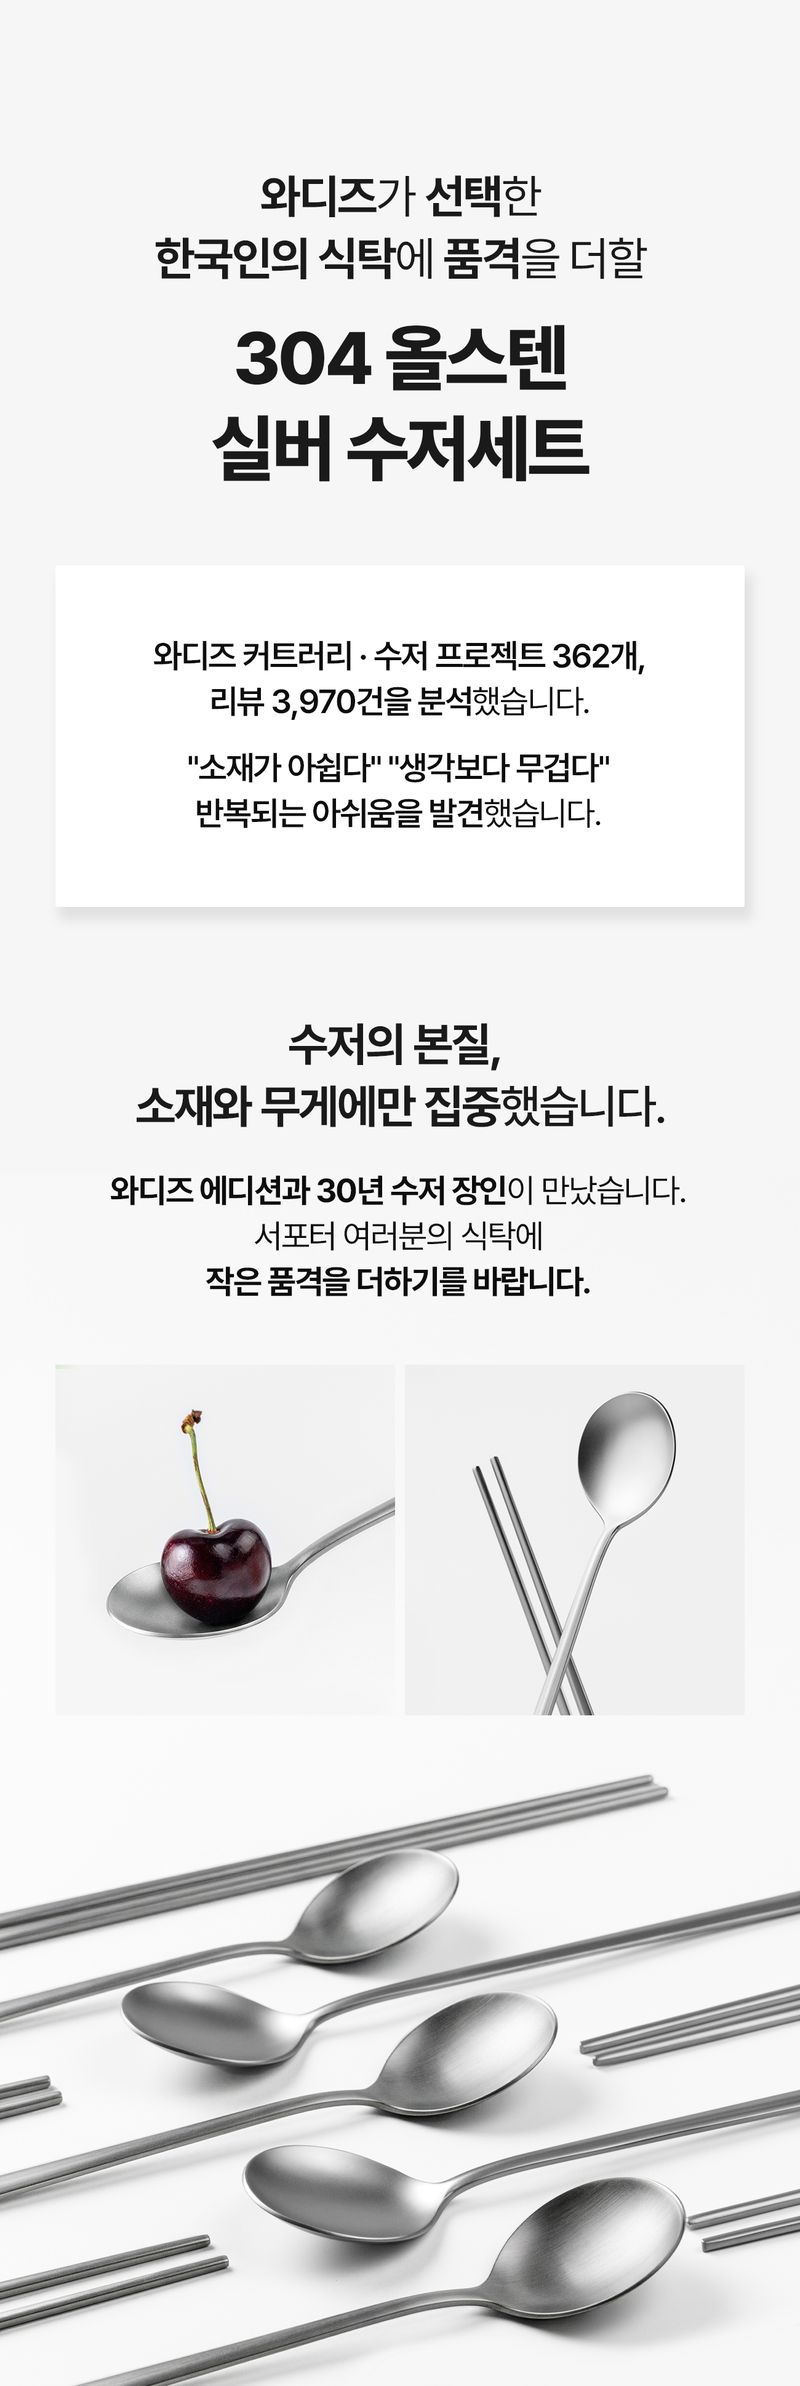 와디즈가 선택한
한국인의 식탁에 품격을 더할
304 올스텐
실버 수저세트
와디즈 커트러리 · 수저 프로젝트 362개,
리뷰 3,970건을 분석했습니다.
"소재가 아쉽다" "생각보다 무겁다"
반복되는 아쉬움을 발견했습니다.
수저의 본질,
소재와 무게에만 집중했습니다.
와디즈 에디션과 30년 수저 장인이 만났습니다.
서포터 여러분의 식탁에
작은 품격을 더하기를 바랍니다.